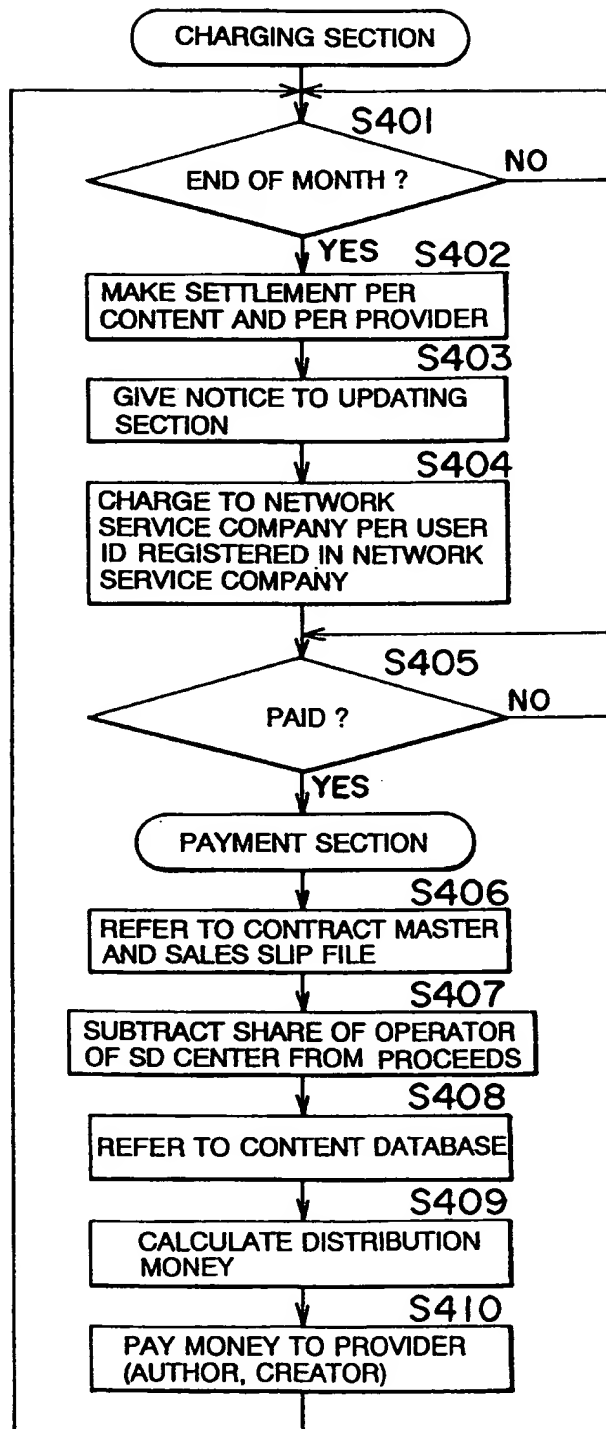 CHARGING SECTION
S401
END OF MONTH ?
NO
YES
S402
MAKE SETTLEMENT PER
CONTENT AND PER PROVIDER
S403
GIVE NOTICE TO UPDATING
SECTION
S404
CHARGE TO NETWORK
SERVICE COMPANY PER USER
ID REGISTERED IN NETWORK
SERVICE COMPANY
S405
PAID ?
NO
YES
PAYMENT SECTION
S406
REFER TO CONTRACT MASTER
AND SALES SLIP FILE
S407
SUBTRACT SHARE OF OPERATOR
OF SD CENTER FROM PROCEEDS
S408
REFER TO CONTENT DATABASE
S409
CALCULATE DISTRIBUTION
MONEY
S410
PAY MONEY TO PROVIDER
(AUTHOR, CREATOR)